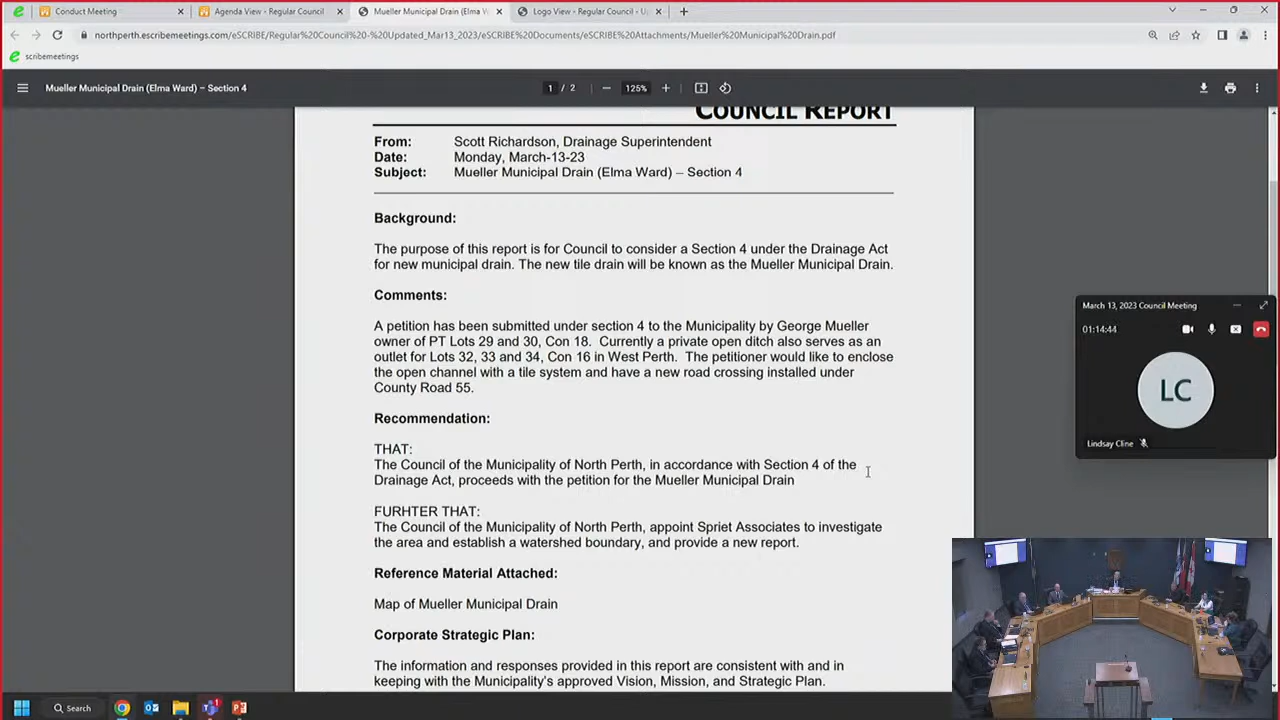 Conduct Meeting
Agenda View - Regular Council
Mueller Municipal Drain (Elma W
Logo View - Regular Council - U
northperth.escribemeetings.com/eSCRIBE/Regular%20Council%20-%20Updated_Mar13_2023/eSCRIBE%20Documents/eSCRIBE%20Attachments/Mueller%20Municipal%20Drain.pdf
scribemeetings
Mueller Municipal Drain (Elma Ward) – Section 4
1 / 2
125%
COUNCIL REPORT
From: Scott Richardson, Drainage Superintendent
Date: Monday, March-13-23
Subject: Mueller Municipal Drain (Elma Ward) – Section 4
Background:
The purpose of this report is for Council to consider a Section 4 under the Drainage Act
for new municipal drain. The new tile drain will be known as the Mueller Municipal Drain.
Comments:
A petition has been submitted under section 4 to the Municipality by George Mueller
owner of PT Lots 29 and 30, Con 18. Currently a private open ditch also serves as an
outlet for Lots 32, 33 and 34, Con 16 in West Perth. The petitioner would like to enclose
the open channel with a tile system and have a new road crossing installed under
County Road 55.
Recommendation:
THAT:
The Council of the Municipality of North Perth, in accordance with Section 4 of the
Drainage Act, proceeds with the petition for the Mueller Municipal Drain
FURHTER THAT:
The Council of the Municipality of North Perth, appoint Spriet Associates to investigate
the area and establish a watershed boundary, and provide a new report.
Reference Material Attached:
Map of Mueller Municipal Drain
Corporate Strategic Plan:
The information and responses provided in this report are consistent with and in
keeping with the Municipality's approved Vision, Mission, and Strategic Plan.
March 13, 2023 Council Meeting
01:14:44
LC
Lindsay Cline
Search